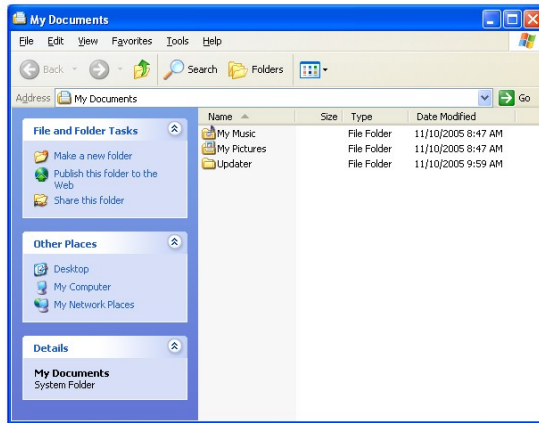 My Documents
File Edit View Favorites Tools Help
Back Search Folders
Address My Documents Go
File and Folder Tasks
Make a new folder
Publish this folder to the
Web
Share this folder
Other Places
Desktop
My Computer
My Network Places
Details
My Documents
System Folder
Name Size Type Date Modified
My Music File Folder 11/10/2005 8:47 AM
My Pictures File Folder 11/10/2005 8:47 AM
Updater File Folder 11/10/2005 9:59 AM